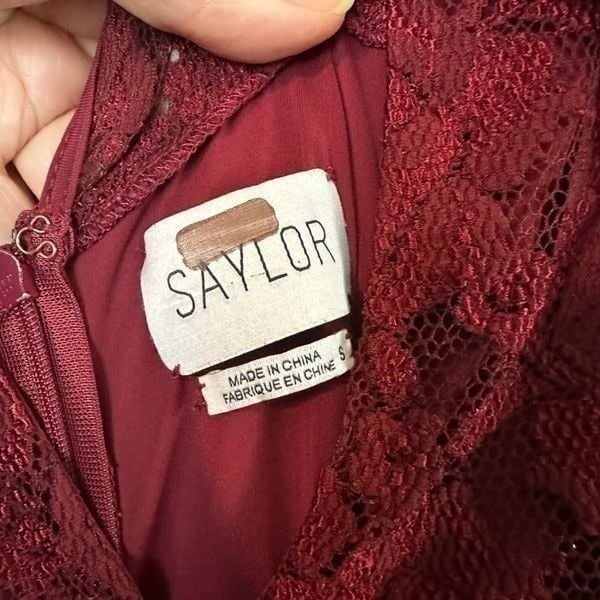 SAYLOR
MADE IN CHINA
FABRIQUE EN CHINE
S